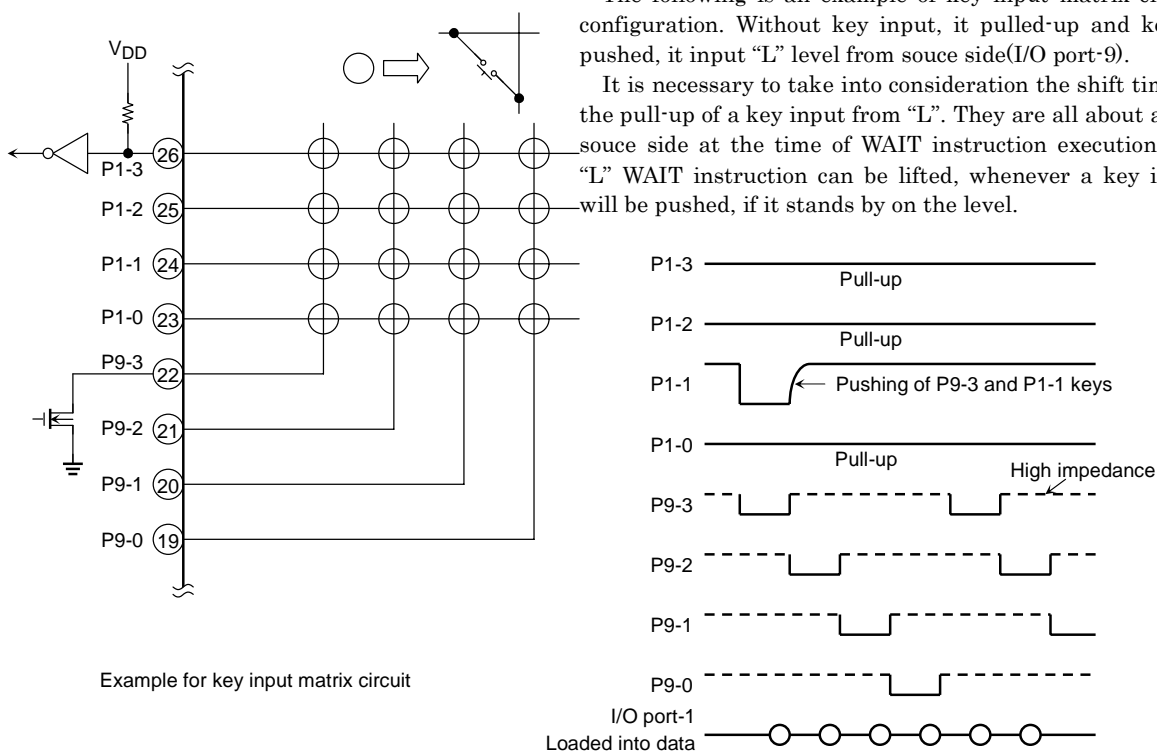 The following is an example of key input matrix
configuration. Without key input, it pulled-up and
pushed, it input “L” level from souce side(I/O port-9).
It is necessary to take into consideration the shift
the pull-up of a key input from “L”. They are all about
souce side at the time of WAIT instruction execution
“L” WAIT instruction can be lifted, whenever a key
will be pushed, if it stands by on the level.
VDD
P1-3
26
P1-2
25
P1-1
24
P1-0
23
P9-3
22
P9-2
21
P9-1
20
P9-0
19
Example for key input matrix circuit
P1-3
Pull-up
P1-2
Pull-up
P1-1
Pushing of P9-3 and P1-1 keys
P1-0
Pull-up
High impedance
P9-3
P9-2
P9-1
P9-0
I/O port-1
Loaded into data